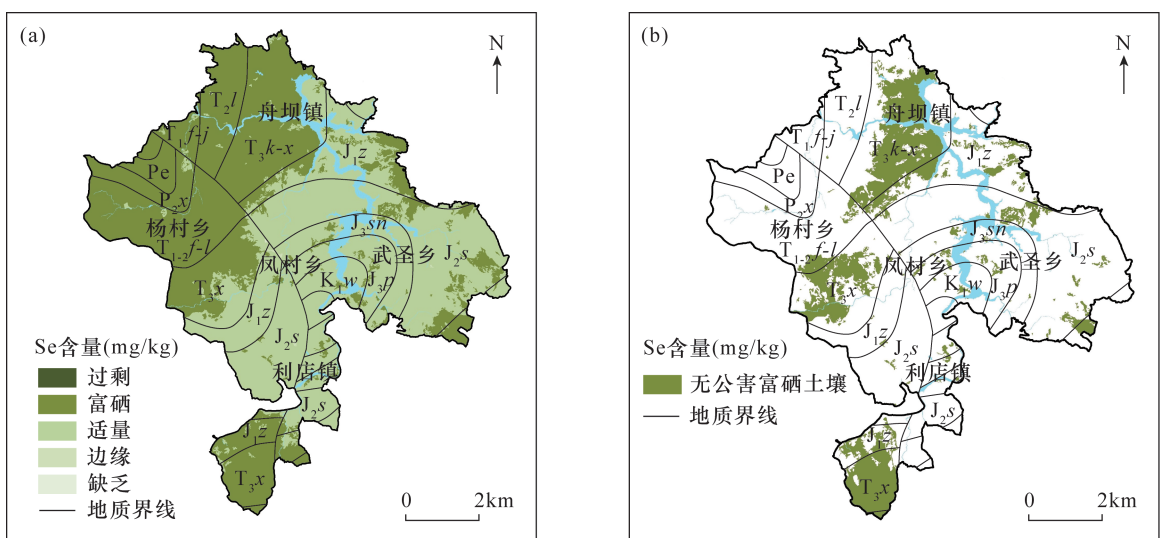 (a)
N
T₂l
舟坝镇
T₁f-j
T₃k-x
J₁z
Pe
P₂x
杨村乡
T₁₋₂f-l
J₃sn
武圣乡
J₂s
凤村乡
T₃x
K₁w
J₃p
J₁z
J₂s
Se含量(mg/kg)
过剩
富硒
适量
边缘
缺乏
地质界线
利店镇
J₂s
J₁z
T₃x
0 2km
(b)
N
T₂l
舟坝镇
T₁f-j
T₃k-x
J₁z
Pe
P₂x
杨村乡
T₁₋₂f-l
J₃sn
武圣乡
J₂s
凤村乡
T₃x
K₁w
J₃p
J₁z
J₂s
Se含量(mg/kg)
无公害富硒土壤
地质界线
利店镇
J₂s
J₁z
T₃x
0 2km